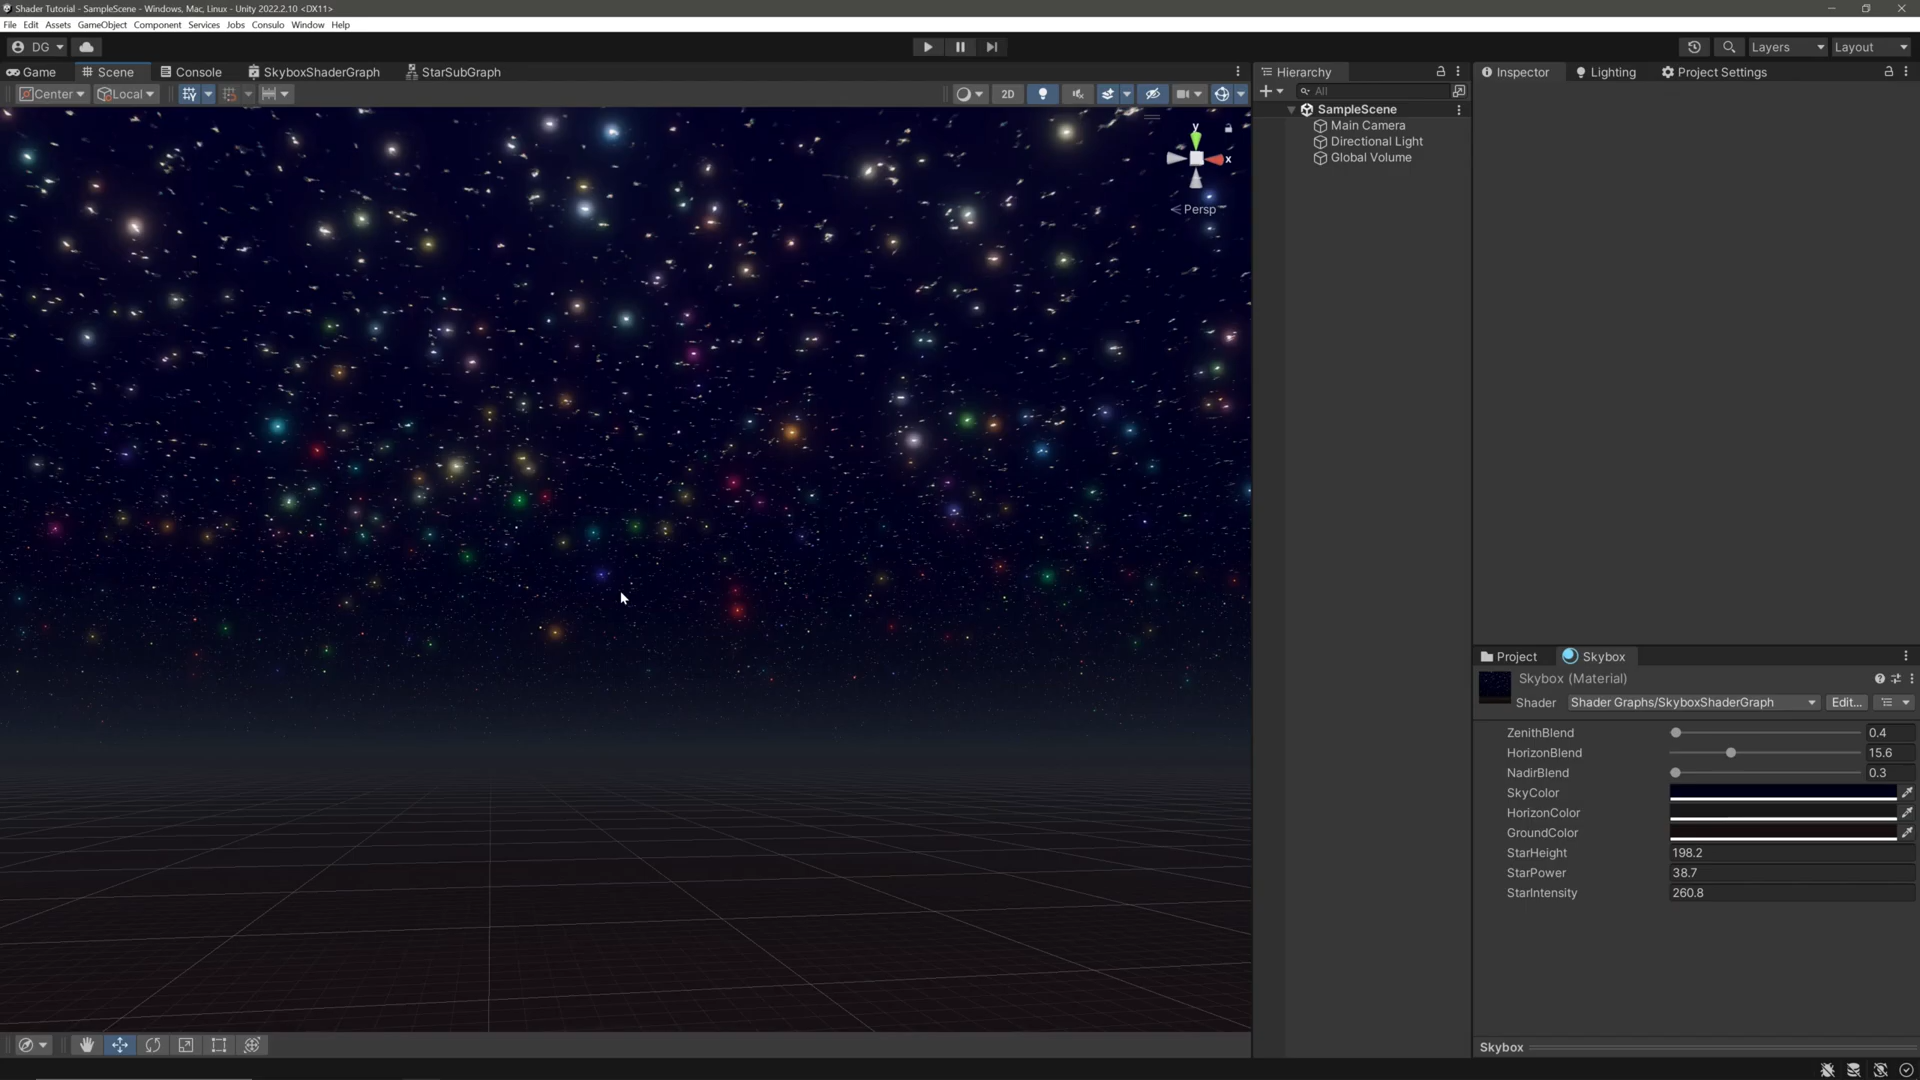 Shader Tutorial - SampleScene - Windows, Mac, Linux - Unity 2022.2.10 <DX11>
File Edit Assets GameObject Component Services Jobs Consulo Window Help
DG Layers Layout
Game Scene Console SkyboxShaderGraph StarSubGraph
Center Local 2D
y
x
Persp
Hierarchy
All
SampleScene
Main Camera
Directional Light
Global Volume
Inspector Lighting Project Settings
Project Skybox
Skybox (Material)
Shader Shader Graphs/SkyboxShaderGraph Edit...
ZenithBlend 0.4
HorizonBlend 15.6
NadirBlend 0.3
SkyColor
HorizonColor
GroundColor
StarHeight 198.2
StarPower 38.7
StarIntensity 260.8
Skybox